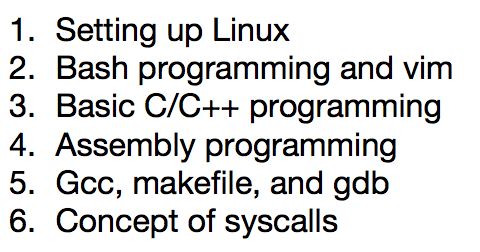 1. Setting up Linux
2. Bash programming and vim
3. Basic C/C++ programming
4. Assembly programming
5. Gcc, makefile, and gdb
6. Concept of syscalls